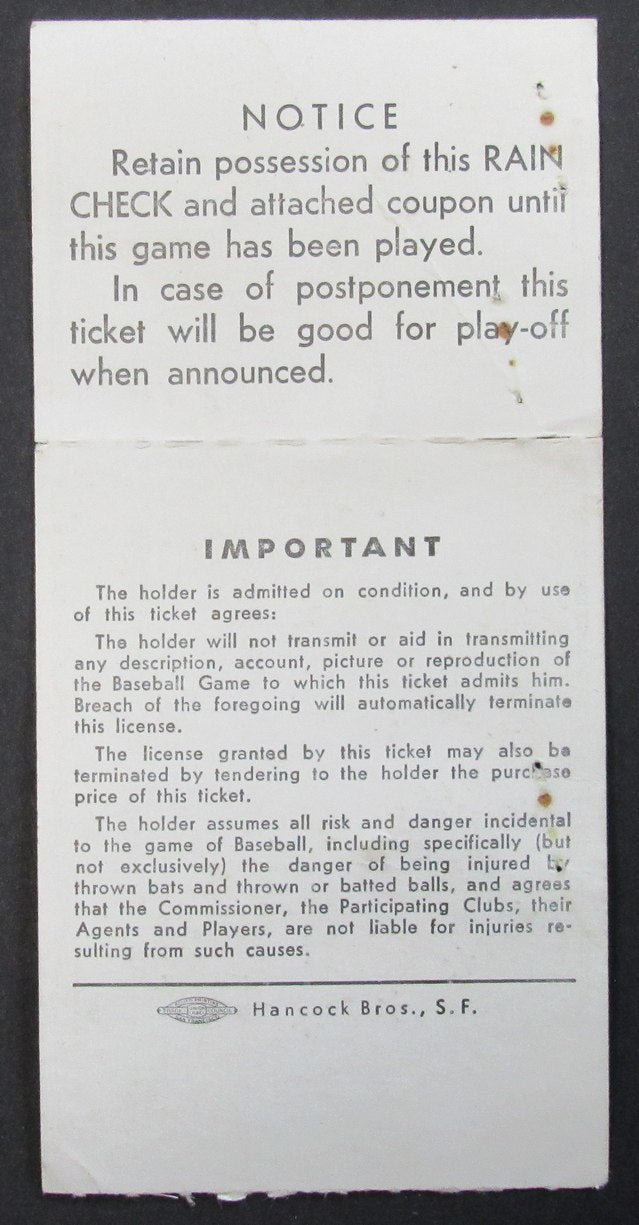 NOTICE
Retain possession of this RAIN
CHECK and attached coupon until
this game has been played.
In case of postponement this
ticket will be good for play-off
when announced.
IMPORTANT
The holder is admitted on condition, and by use
of this ticket agrees:
The holder will not transmit or aid in transmitting
any description, account, picture or reproduction of
the Baseball Game to which this ticket admits him.
Breach of the foregoing will automatically terminate
this license.
The license granted by this ticket may also be
terminated by tendering to the holder the purchase
price of this ticket.
The holder assumes all risk and danger incidental
to the game of Baseball, including specifically (but
not exclusively) the danger of being injured by
thrown bats and thrown or batted balls, and agrees
that the Commissioner, the Participating Clubs, their
Agents and Players, are not liable for injuries re-
sulting from such causes.
Hancock Bros., S.F.